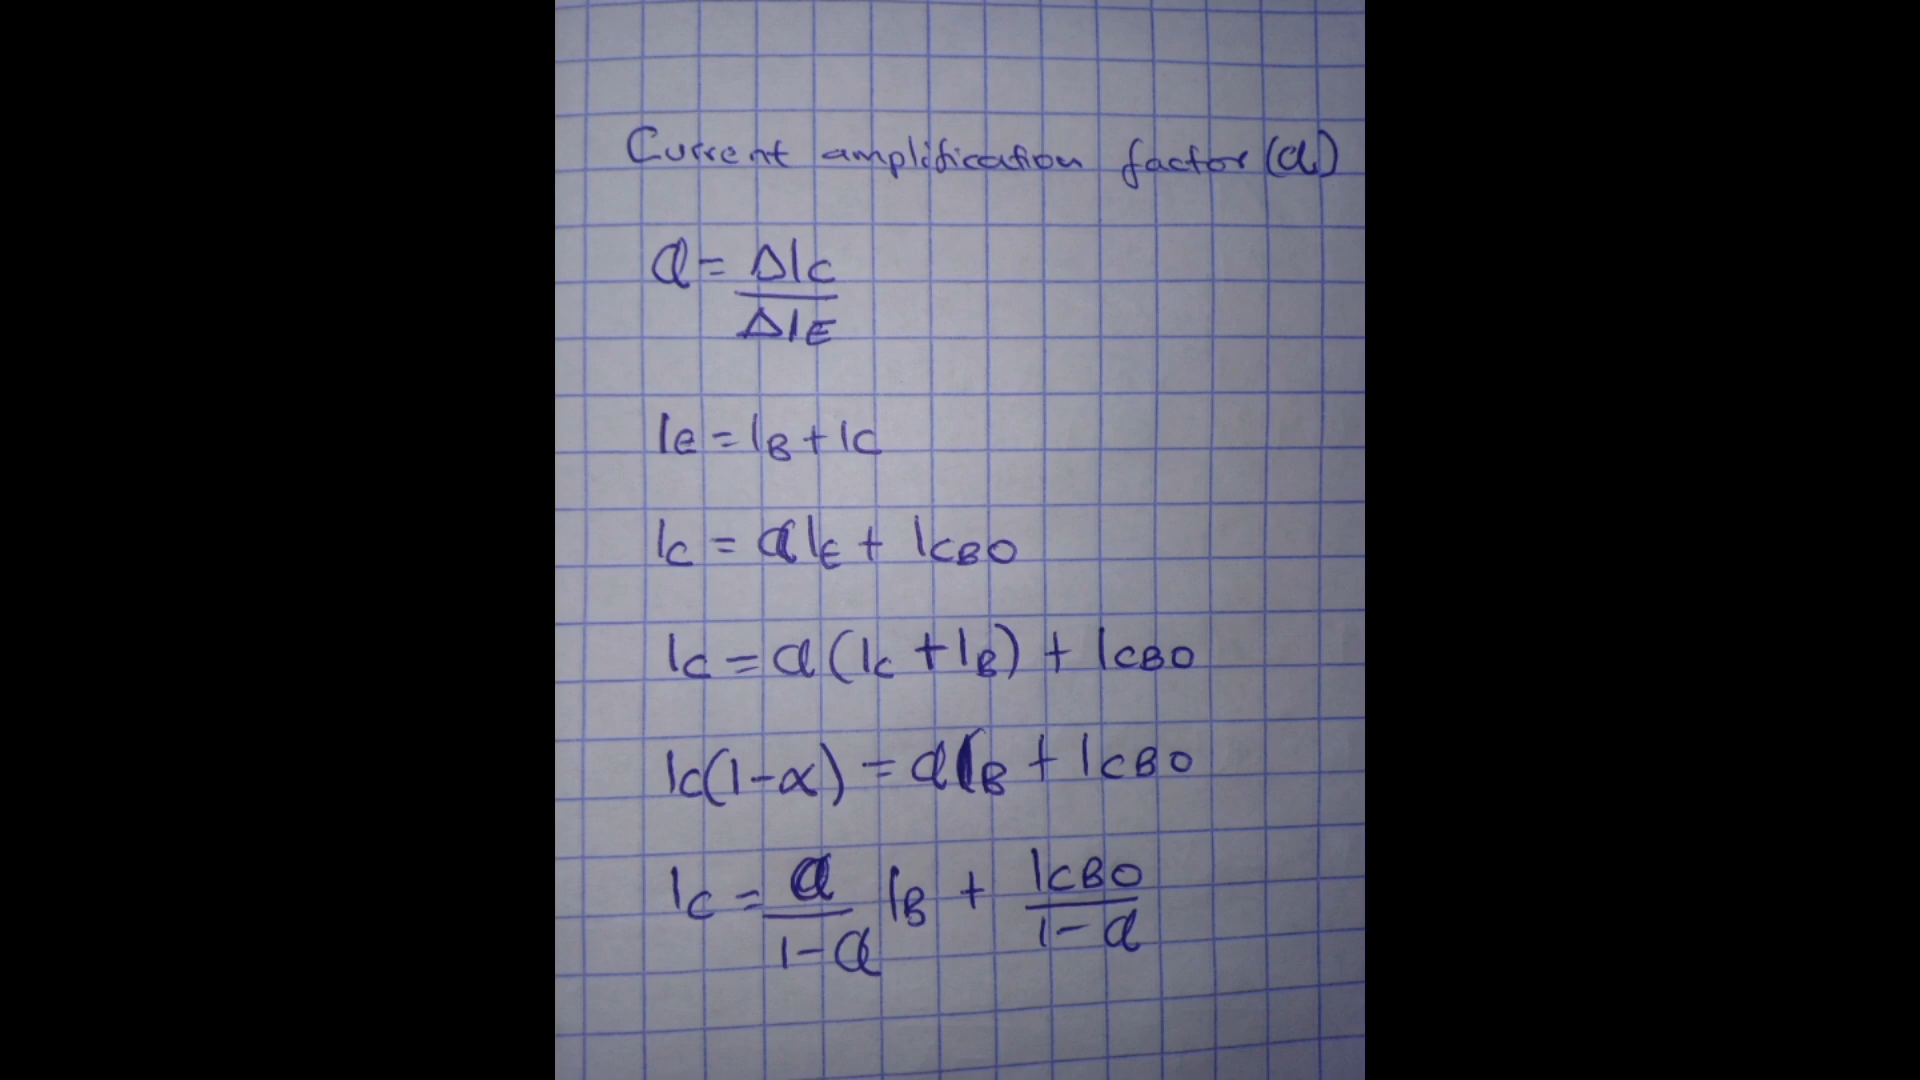 Current amplification factor (α)
α = ΔIC / ΔIE
IE = IB + IC
IC = αIE + ICBO
IC = α(IC + IB) + ICBO
IC(1-α) = αIB + ICBO
IC = α / 1-α IB + ICBO / 1-α